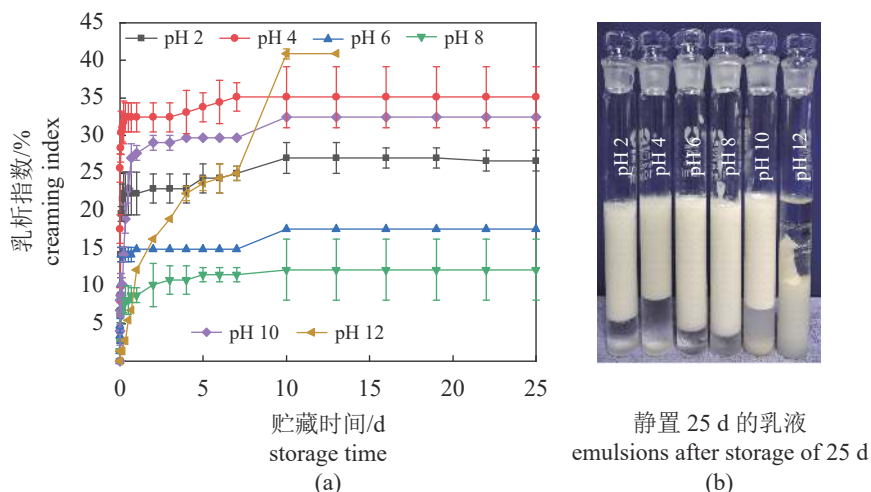 45
40
35
30
25
20
15
10
5
乳析指数/%
creaming index
pH 2
pH 4
pH 6
pH 8
pH 10
pH 12
0
5
10
15
20
25
贮藏时间/d
storage time
(a)
pH 2
pH 4
pH 6
pH 8
pH 10
pH 12
静置 25 d 的乳液
emulsions after storage of 25 d
(b)